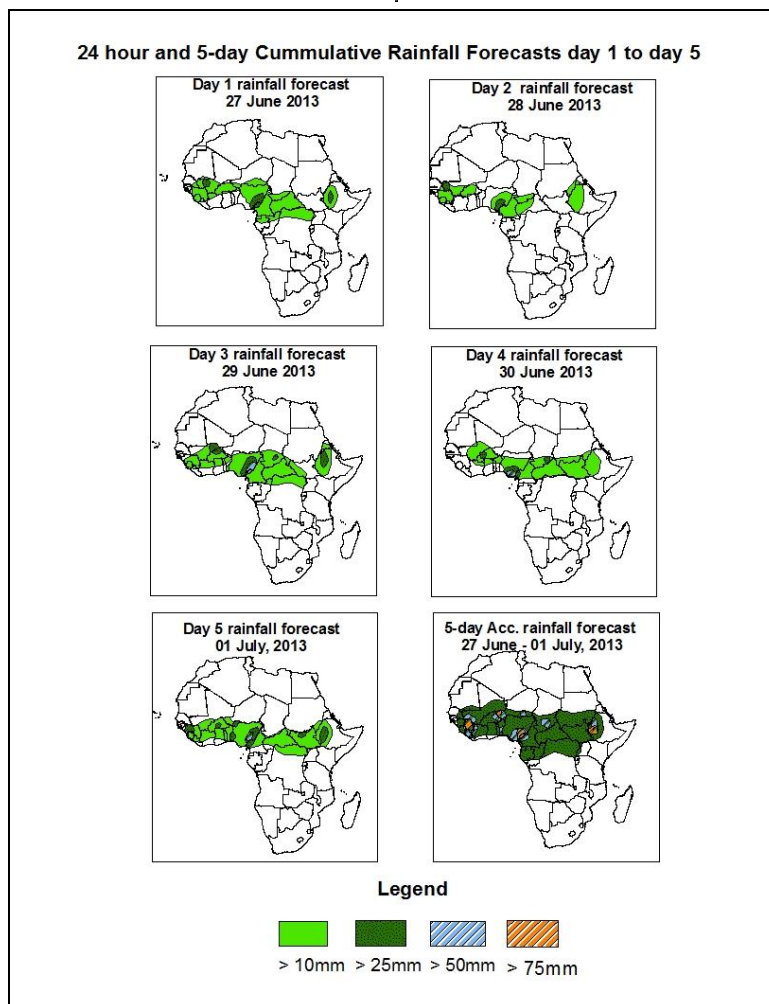 24 hour and 5-day Cummulative Rainfall Forecasts day 1 to day 5
Day 1 rainfall forecast
27 June 2013
Day 2 rainfall forecast
28 June 2013
Day 3 rainfall forecast
29 June 2013
Day 4 rainfall forecast
30 June 2013
Day 5 rainfall forecast
01 July, 2013
5-day Acc. rainfall forecast
27 June - 01 July, 2013
Legend
> 10mm > 25mm > 50mm > 75mm